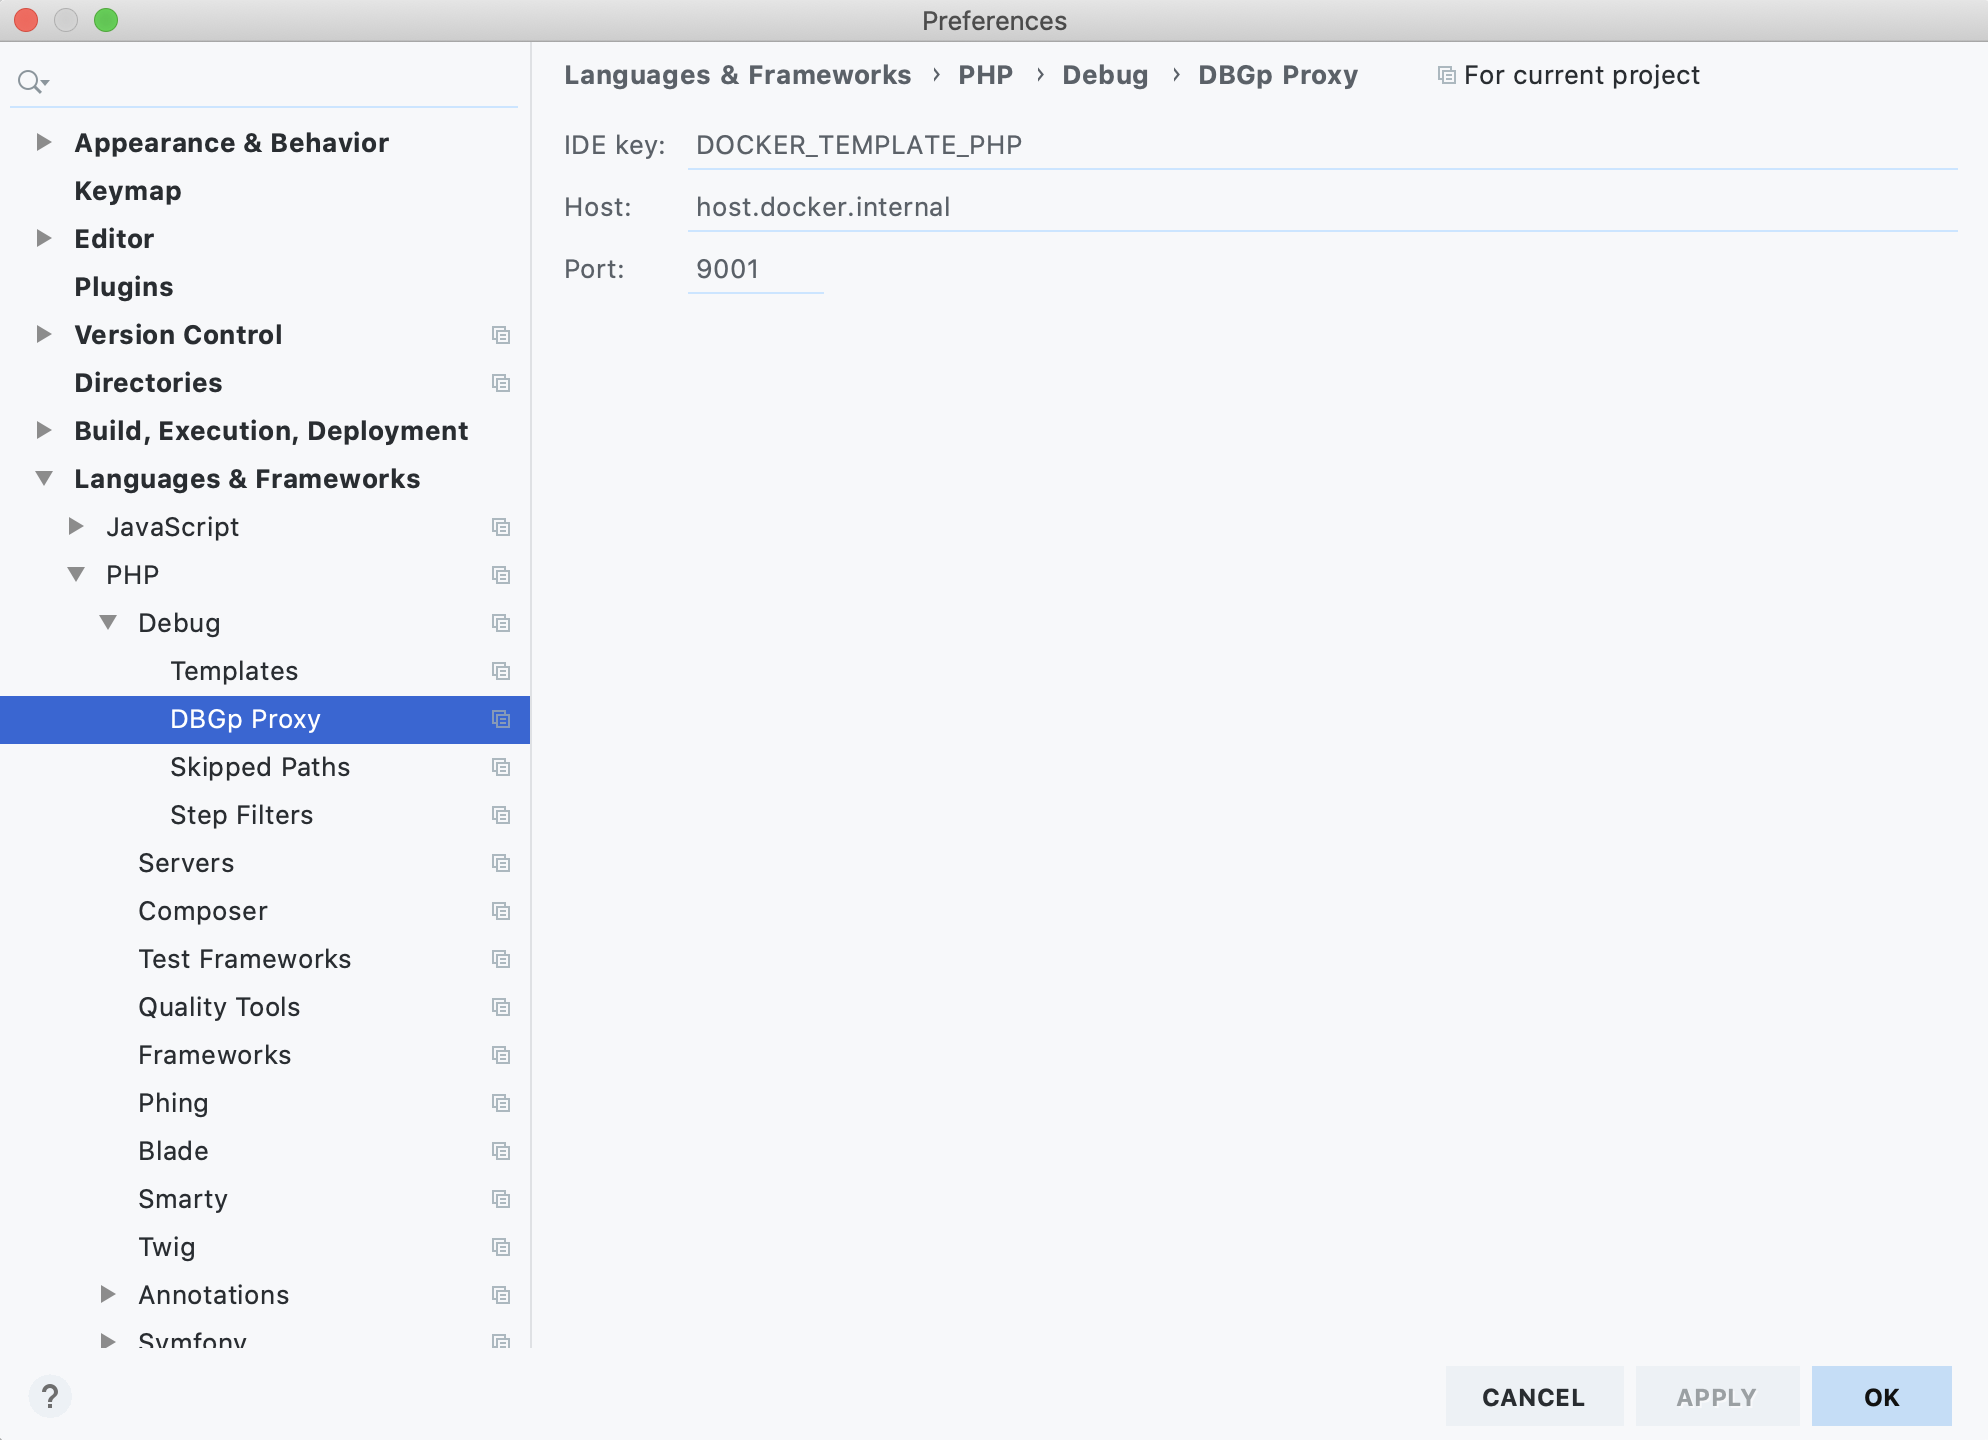 Preferences
Appearance & Behavior
Keymap
Editor
Plugins
Version Control
Directories
Build, Execution, Deployment
Languages & Frameworks
JavaScript
PHP
Debug
Templates
DBGp Proxy
Skipped Paths
Step Filters
Servers
Composer
Test Frameworks
Quality Tools
Frameworks
Phing
Blade
Smarty
Twig
Annotations
Symfony
Languages & Frameworks › PHP › Debug › DBGp Proxy For current project
IDE key: DOCKER_TEMPLATE_PHP
Host: host.docker.internal
Port: 9001
? CANCEL APPLY OK